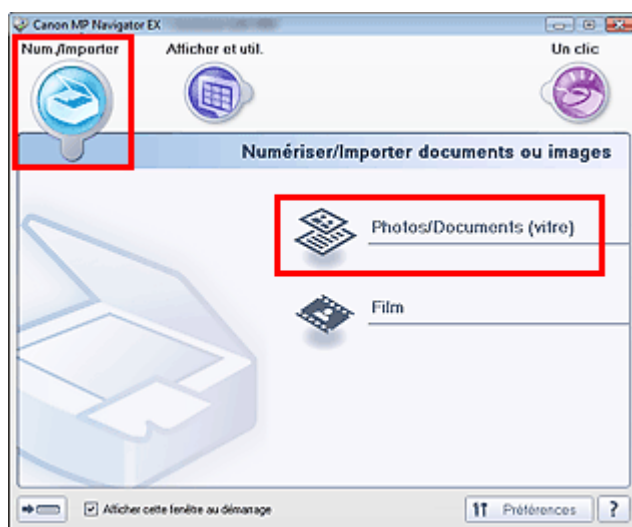 Canon MP Navigator EX
Num./Importer
Afficher et util.
Un clic
Numériser/Importer documents ou images
Photos/Documents (vitre)
Film
Afficher cette fenêtre au démarrage
Préférences
?